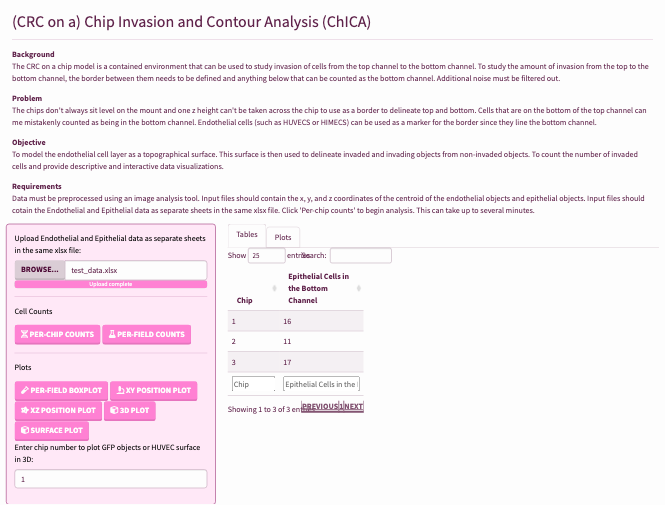 (CRC on a) Chip Invasion and Contour Analysis (ChICA)
Background
The CRC on a chip model is a contained environment that can be used to study invasion of cells from the top channel to the bottom channel. To study the amount of invasion from the top to the
bottom channel, the border between them needs to be defined and anything below that can be counted as the bottom channel. Additional noise must be filtered out.
Problem
The chips don't always sit level on the mount and one z height can't be taken across the chip to use as a border to delineate top and bottom. Cells that are on the bottom of the top channel can
me mistakenly counted as being in the bottom channel. Endothelial cells (such as HUVECS or HIMECS) can be used as a marker for the border since they line the bottom channel.
Objective
To model the endothelial cell layer as a topographical surface. This surface is then used to delineate invaded and invading objects from non-invaded objects. To count the number of invaded
cells and provide descriptive and interactive data visualizations.
Requirements
Data must be preprocessed using an image analysis tool. Input files should contain the x, y, and z coordinates of the centroid of the endothelial objects and epithelial objects. Input files should
cotain the Endothelial and Epithelial data as separate sheets in the same xlsx file. Click 'Per-chip counts' to begin analysis. This can take up to several minutes.
Upload Endothelial and Epithelial data as separate sheets
in the same xlsx file:
BROWSE... test_data.xlsx
Upload complete
Cell Counts
PER-CHIP COUNTS PER-FIELD COUNTS
Plots
PER-FIELD BOXPLOT XY POSITION PLOT
XZ POSITION PLOT 3D PLOT
SURFACE PLOT
Enter chip number to plot GFP objects or HUVEC surface
in 3D:
1
Tables Plots
Show 25 entries Search:
Epithelial Cells in
the Bottom
Chip Channel
1 16
2 11
3 17
Chip Epithelial Cells in the
Showing 1 to 3 of 3 entries PREVIOUS 1 NEXT